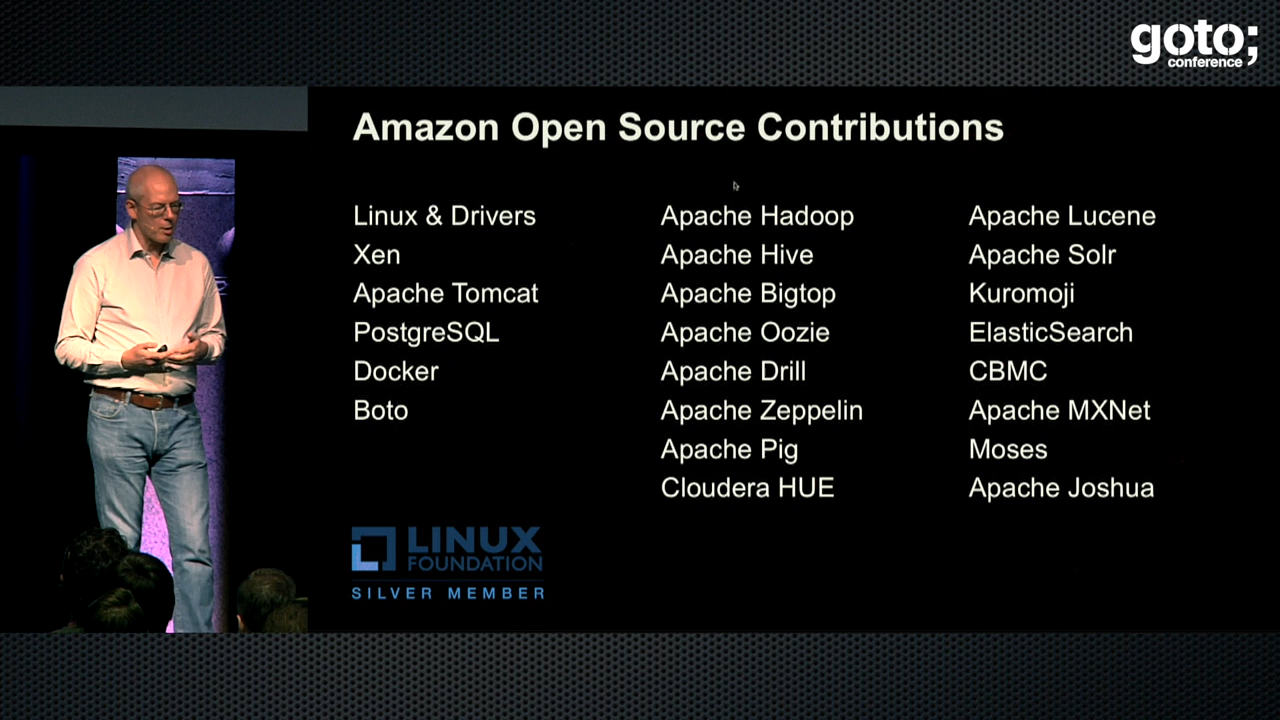 goto;
conference
Amazon Open Source Contributions
Linux & Drivers
Xen
Apache Tomcat
PostgreSQL
Docker
Boto
Apache Hadoop
Apache Hive
Apache Bigtop
Apache Oozie
Apache Drill
Apache Zeppelin
Apache Pig
Cloudera HUE
Apache Lucene
Apache Solr
Kuromoji
ElasticSearch
CBMC
Apache MXNet
Moses
Apache Joshua
LINUX
FOUNDATION
SILVER MEMBER